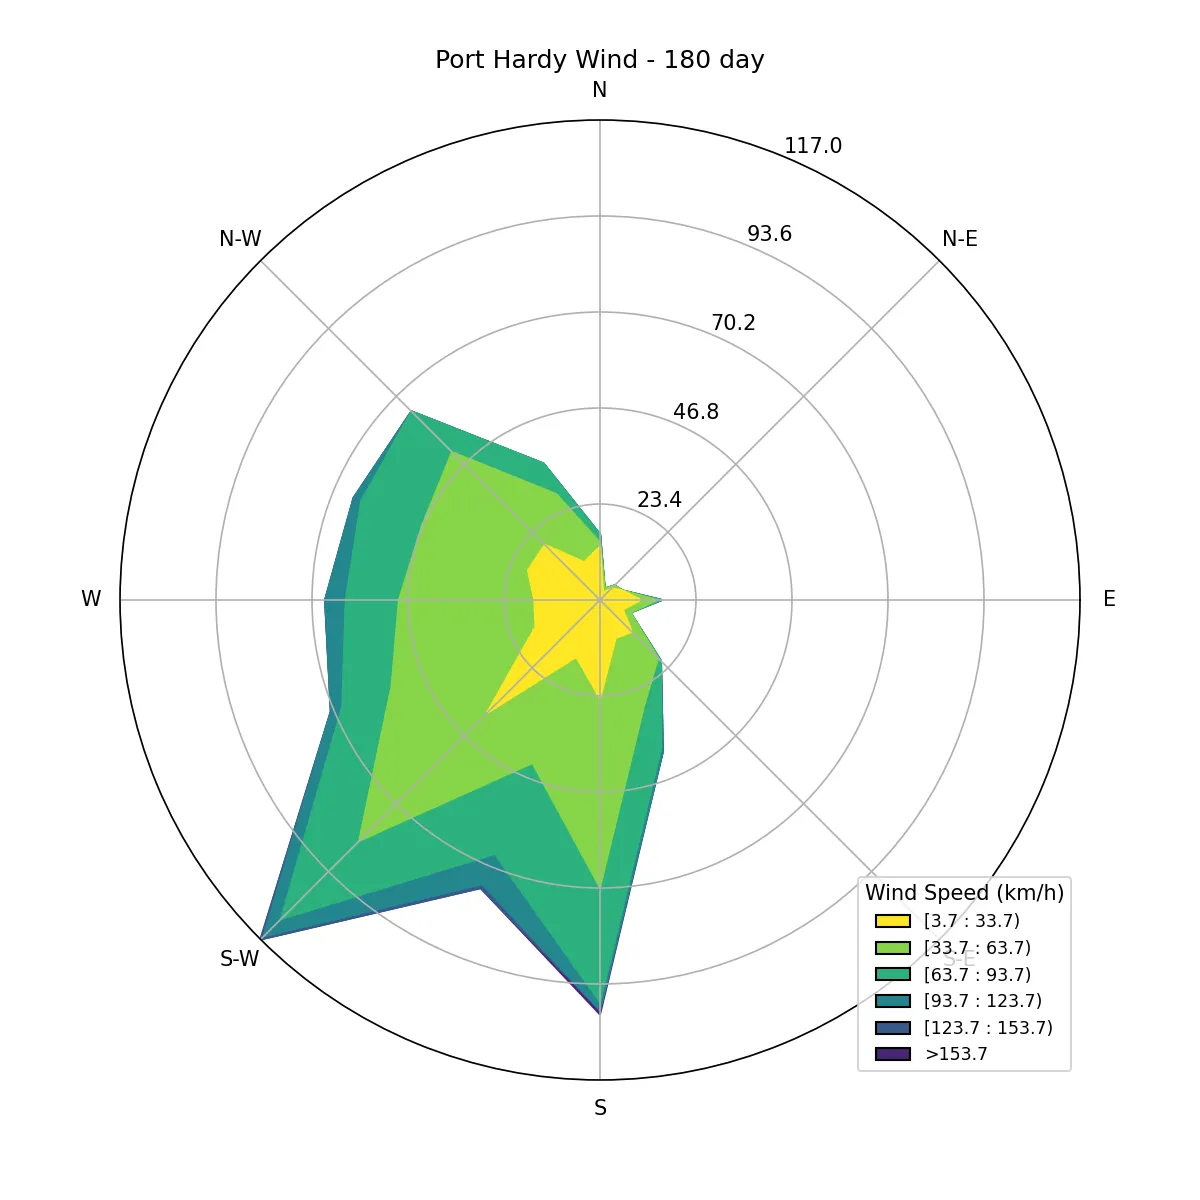 Port Hardy Wind - 180 day
N
117.0
N-W
93.6
N-E
70.2
46.8
23.4
W
E
Wind Speed (km/h)
[3.7 : 33.7)
[33.7 : 63.7)
S-W
S-E
[63.7 : 93.7)
[93.7 : 123.7)
[123.7 : 153.7)
>153.7
S